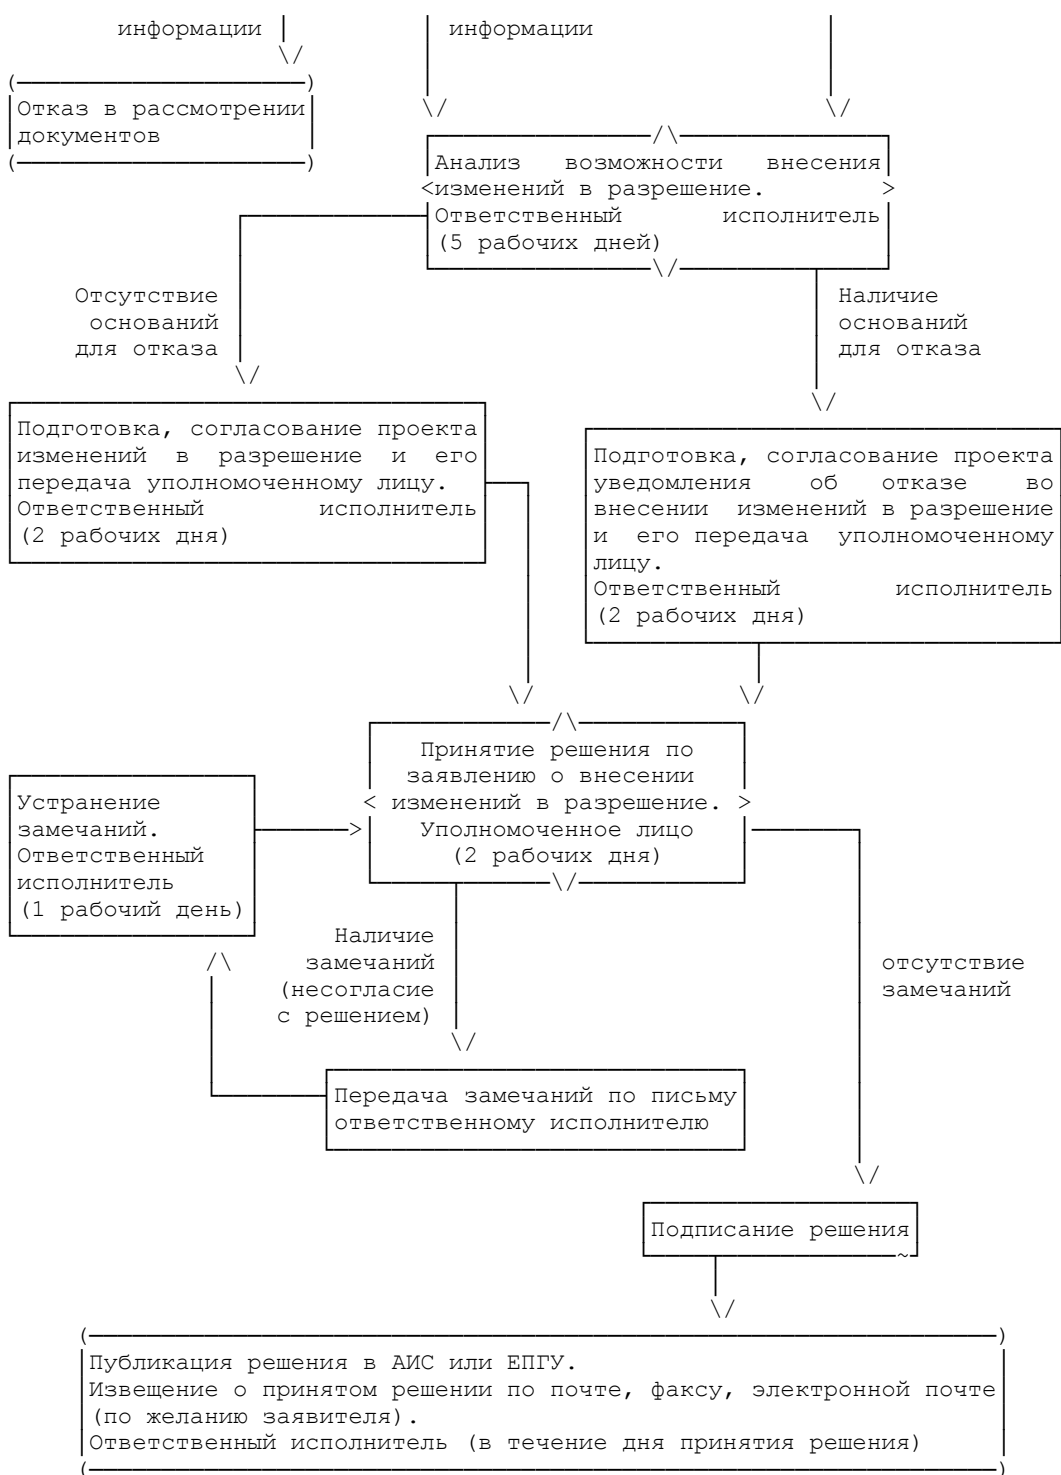 информации
информации
Отказ в рассмотрении
документов
Анализ возможности внесения
изменений в разрешение.
Ответственный исполнитель
(5 рабочих дней)
Отсутствие
оснований
для отказа
Наличие
оснований
для отказа
Подготовка, согласование проекта
изменений в разрешение и его
передача уполномоченному лицу.
Ответственный исполнитель
(2 рабочих дня)
Подготовка, согласование проекта
уведомления об отказе во
внесении изменений в разрешение
и его передача уполномоченному
лицу.
Ответственный исполнитель
(2 рабочих дня)
Принятие решения по
заявлению о внесении
изменений в разрешение.
Уполномоченное лицо
(2 рабочих дня)
Устранение
замечаний.
Ответственный
исполнитель
(1 рабочий день)
Наличие
замечаний
(несогласие
с решением)
отсутствие
замечаний
Передача замечаний по письму
ответственному исполнителю
Подписание решения
Публикация решения в АИС или ЕПГУ.
Извещение о принятом решении по почте, факсу, электронной почте
(по желанию заявителя).
Ответственный исполнитель (в течение дня принятия решения)